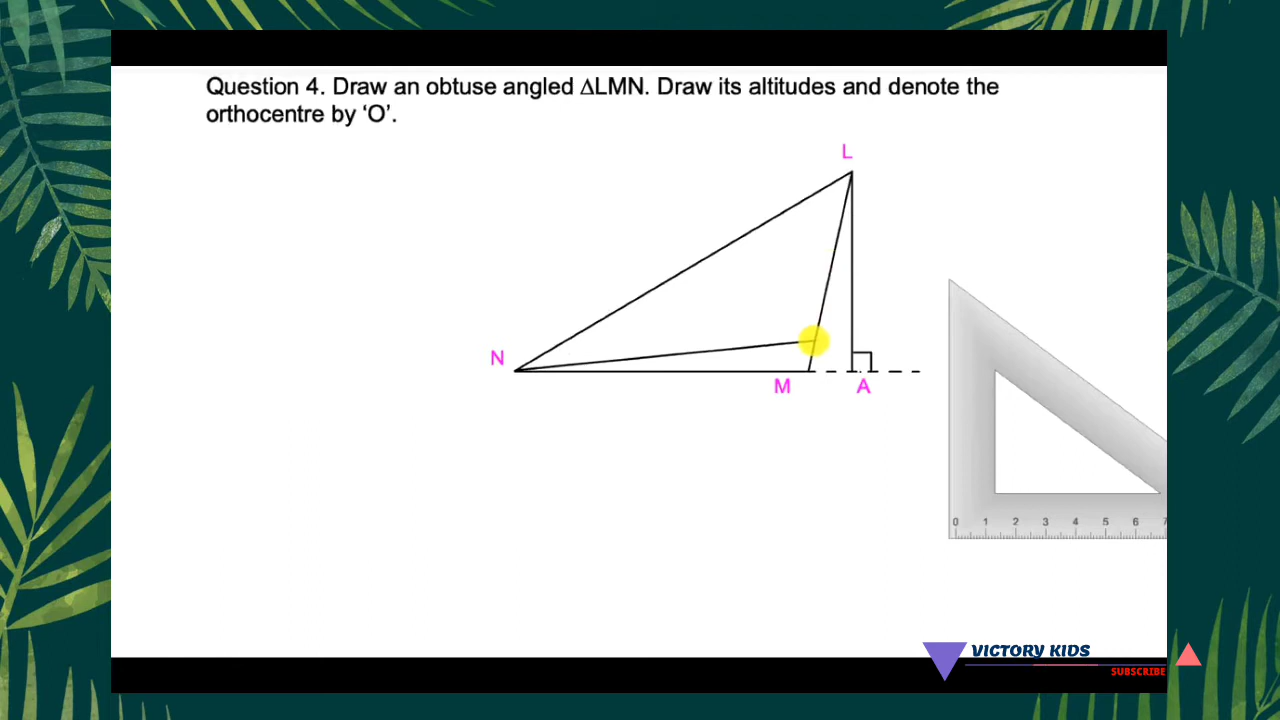 Question 4. Draw an obtuse angled ΔLMN. Draw its altitudes and denote the
orthocentre by ‘O’.
L
N
M
A
0 1 2 3 4 5 6 7
VICTORY KIDS
SUBSCRIBE